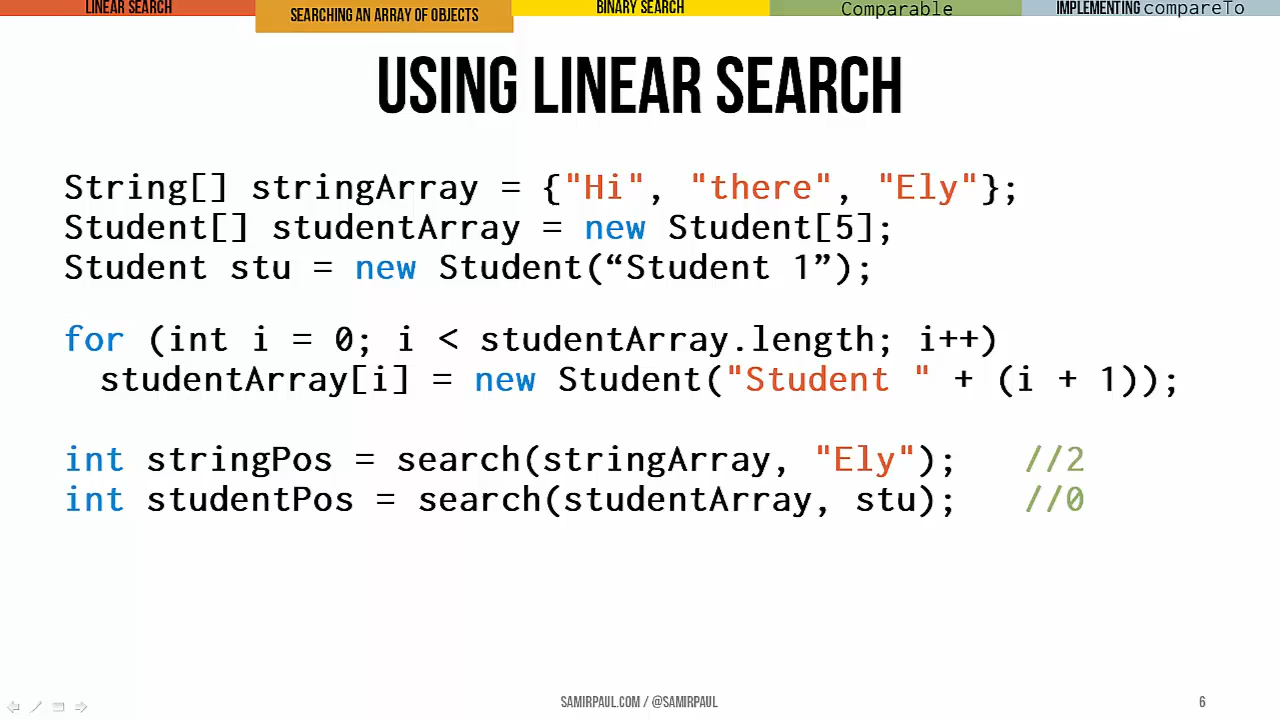 LINEAR SEARCH
SEARCHING AN ARRAY OF OBJECTS
BINARY SEARCH
Comparable
IMPLEMENTING compareTo
USING LINEAR SEARCH
String[] stringArray = {"Hi", "there", "Ely"};
Student[] studentArray = new Student[5];
Student stu = new Student(“Student 1”);
for (int i = 0; i < studentArray.length; i++)
studentArray[i] = new Student("Student " + (i + 1));
int stringPos = search(stringArray, "Ely"); //2
int studentPos = search(studentArray, stu); //0
SAMIRPAUL.COM / @SAMIRPAUL
6